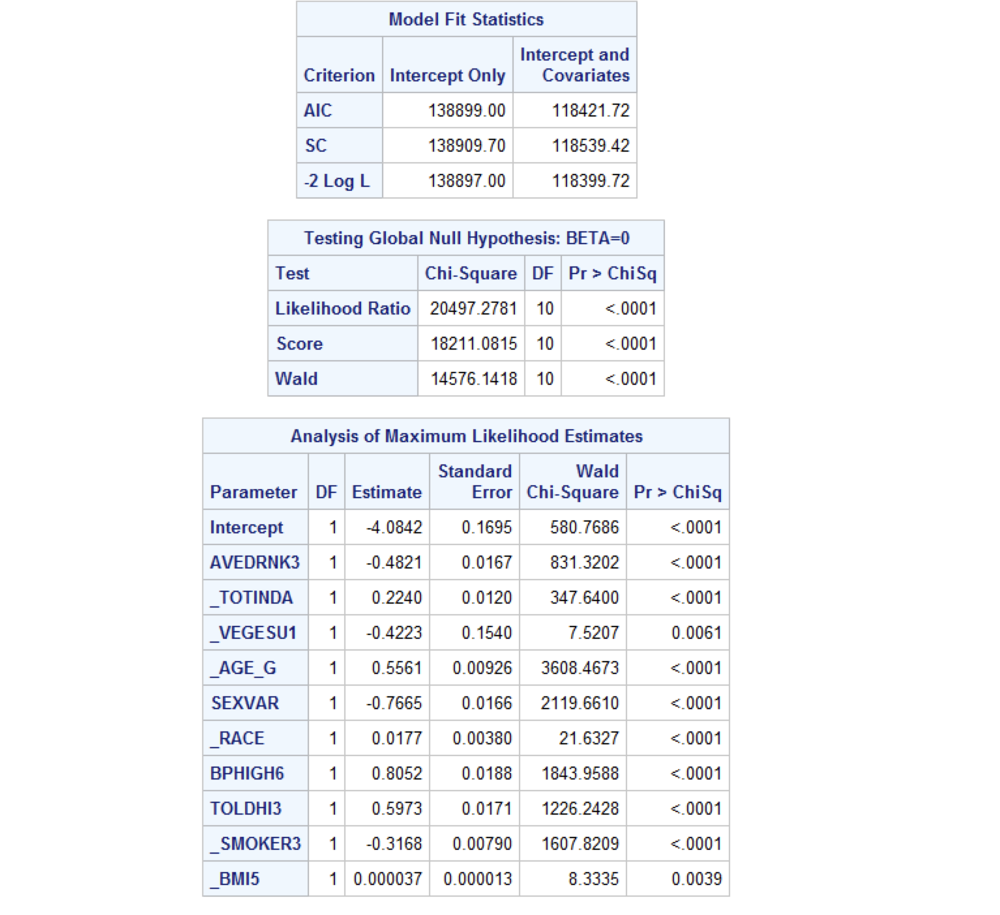 Model Fit Statistics
Criterion Intercept Only Intercept and Covariates
AIC 138899.00 118421.72
SC 138909.70 118539.42
-2 Log L 138897.00 118399.72
Testing Global Null Hypothesis: BETA=0
Test Chi-Square DF Pr > ChiSq
Likelihood Ratio 20497.2781 10 <.0001
Score 18211.0815 10 <.0001
Wald 14576.1418 10 <.0001
Analysis of Maximum Likelihood Estimates
Parameter DF Estimate Standard Error Wald Chi-Square Pr > ChiSq
Intercept 1 -4.0842 0.1695 580.7686 <.0001
AVEDRNK3 1 -0.4821 0.0167 831.3202 <.0001
_TOTINDA 1 0.2240 0.0120 347.6400 <.0001
_VEGESU1 1 -0.4223 0.1540 7.5207 0.0061
_AGE_G 1 0.5561 0.00926 3608.4673 <.0001
SEXVAR 1 -0.7665 0.0166 2119.6610 <.0001
_RACE 1 0.0177 0.00380 21.6327 <.0001
BPHIGH6 1 0.8052 0.0188 1843.9588 <.0001
TOLDHI3 1 0.5973 0.0171 1226.2428 <.0001
_SMOKER3 1 -0.3168 0.00790 1607.8209 <.0001
_BMI5 1 0.000037 0.000013 8.3335 0.0039